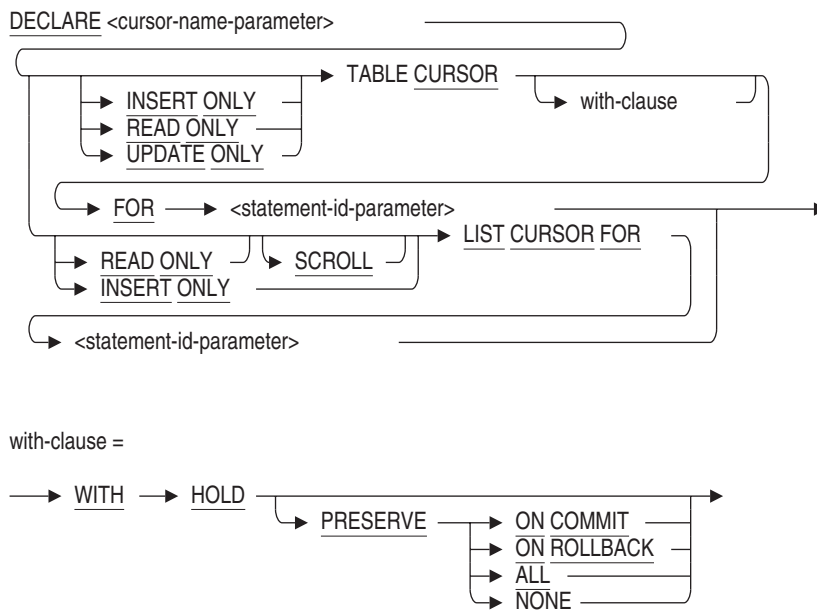 DECLARE <cursor-name-parameter>
INSERT ONLY
READ ONLY
UPDATE ONLY
TABLE CURSOR
with-clause
FOR <statement-id-parameter>
READ ONLY SCROLL
INSERT ONLY
LIST CURSOR FOR
<statement-id-parameter>
with-clause =
WITH HOLD
PRESERVE ON COMMIT
ON ROLLBACK
ALL
NONE